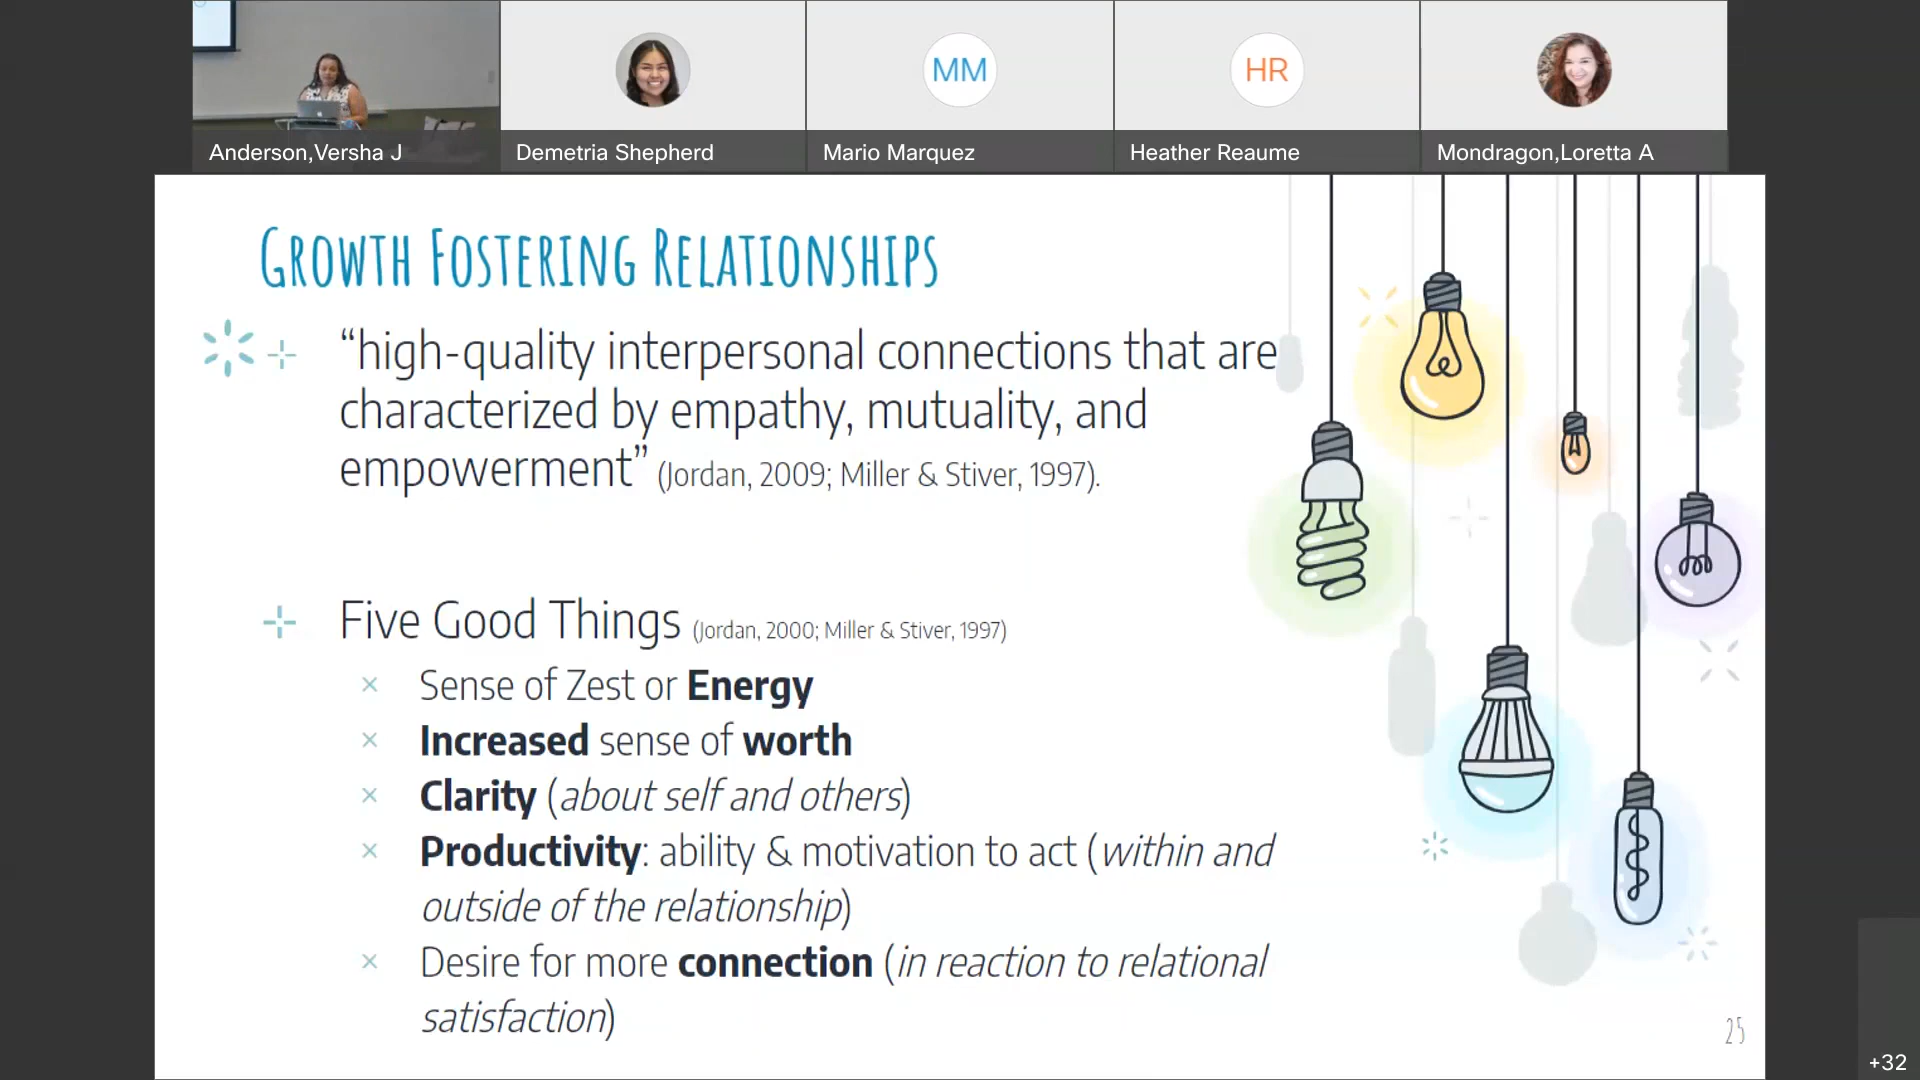 Anderson,Versha J
Demetria Shepherd
MM
Mario Marquez
HR
Heather Reaume
Mondragon,Loretta A
Growth Fostering Relationships
“high-quality interpersonal connections that are
characterized by empathy, mutuality, and
empowerment” (Jordan, 2009; Miller & Stiver, 1997).
Five Good Things (Jordan, 2000; Miller & Stiver, 1997)
× Sense of Zest or Energy
× Increased sense of worth
× Clarity (about self and others)
× Productivity: ability & motivation to act (within and
outside of the relationship)
× Desire for more connection (in reaction to relational
satisfaction)
25
+32